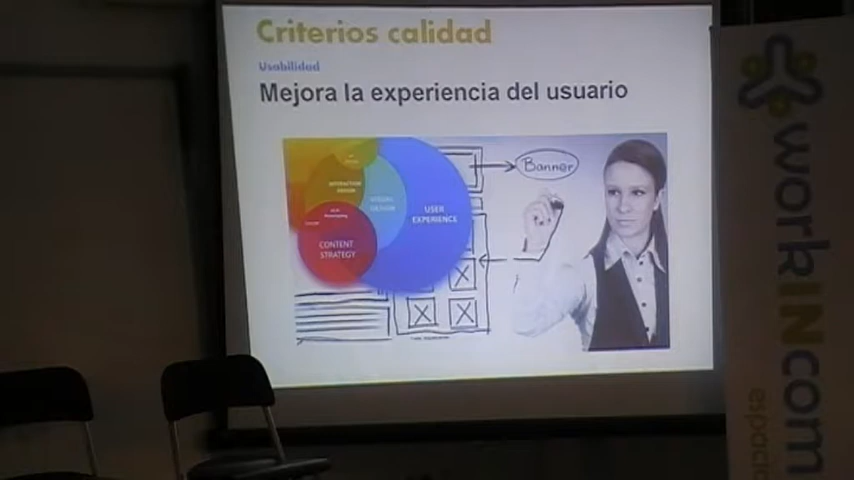 Criterios calidad
Usabilidad
Mejora la experiencia del usuario
Banner
INTERACTION
DESIGN
VISUAL
DESIGN
USER
EXPERIENCE
CONTENT
STRATEGY
workINcom
espacio